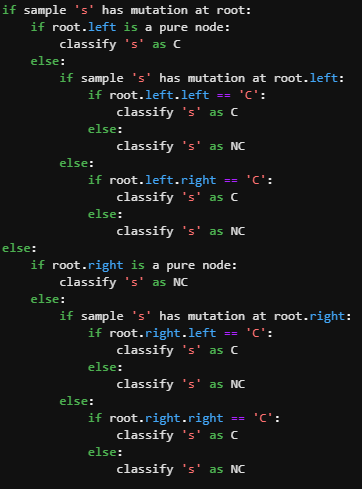 if sample 's' has mutation at root:
    if root.left is a pure node:
        classify 's' as C
    else:
        if sample 's' has mutation at root.left:
            if root.left.left == 'C':
                classify 's' as C
            else:
                classify 's' as NC
        else:
            if root.left.right == 'C':
                classify 's' as C
            else:
                classify 's' as NC
else:
    if root.right is a pure node:
        classify 's' as NC
    else:
        if sample 's' has mutation at root.right:
            if root.right.left == 'C':
                classify 's' as C
            else:
                classify 's' as NC
        else:
            if root.right.right == 'C':
                classify 's' as C
            else:
                classify 's' as NC